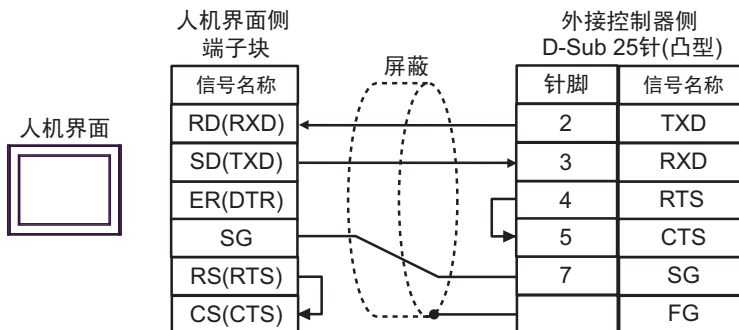 人机界面侧
端子块
外接控制器侧
D-Sub 25针(凸型)
屏蔽
人机界面
信号名称
针脚
信号名称
RD(RXD)
2
TXD
SD(TXD)
3
RXD
ER(DTR)
4
RTS
SG
5
CTS
RS(RTS)
7
SG
CS(CTS)
FG